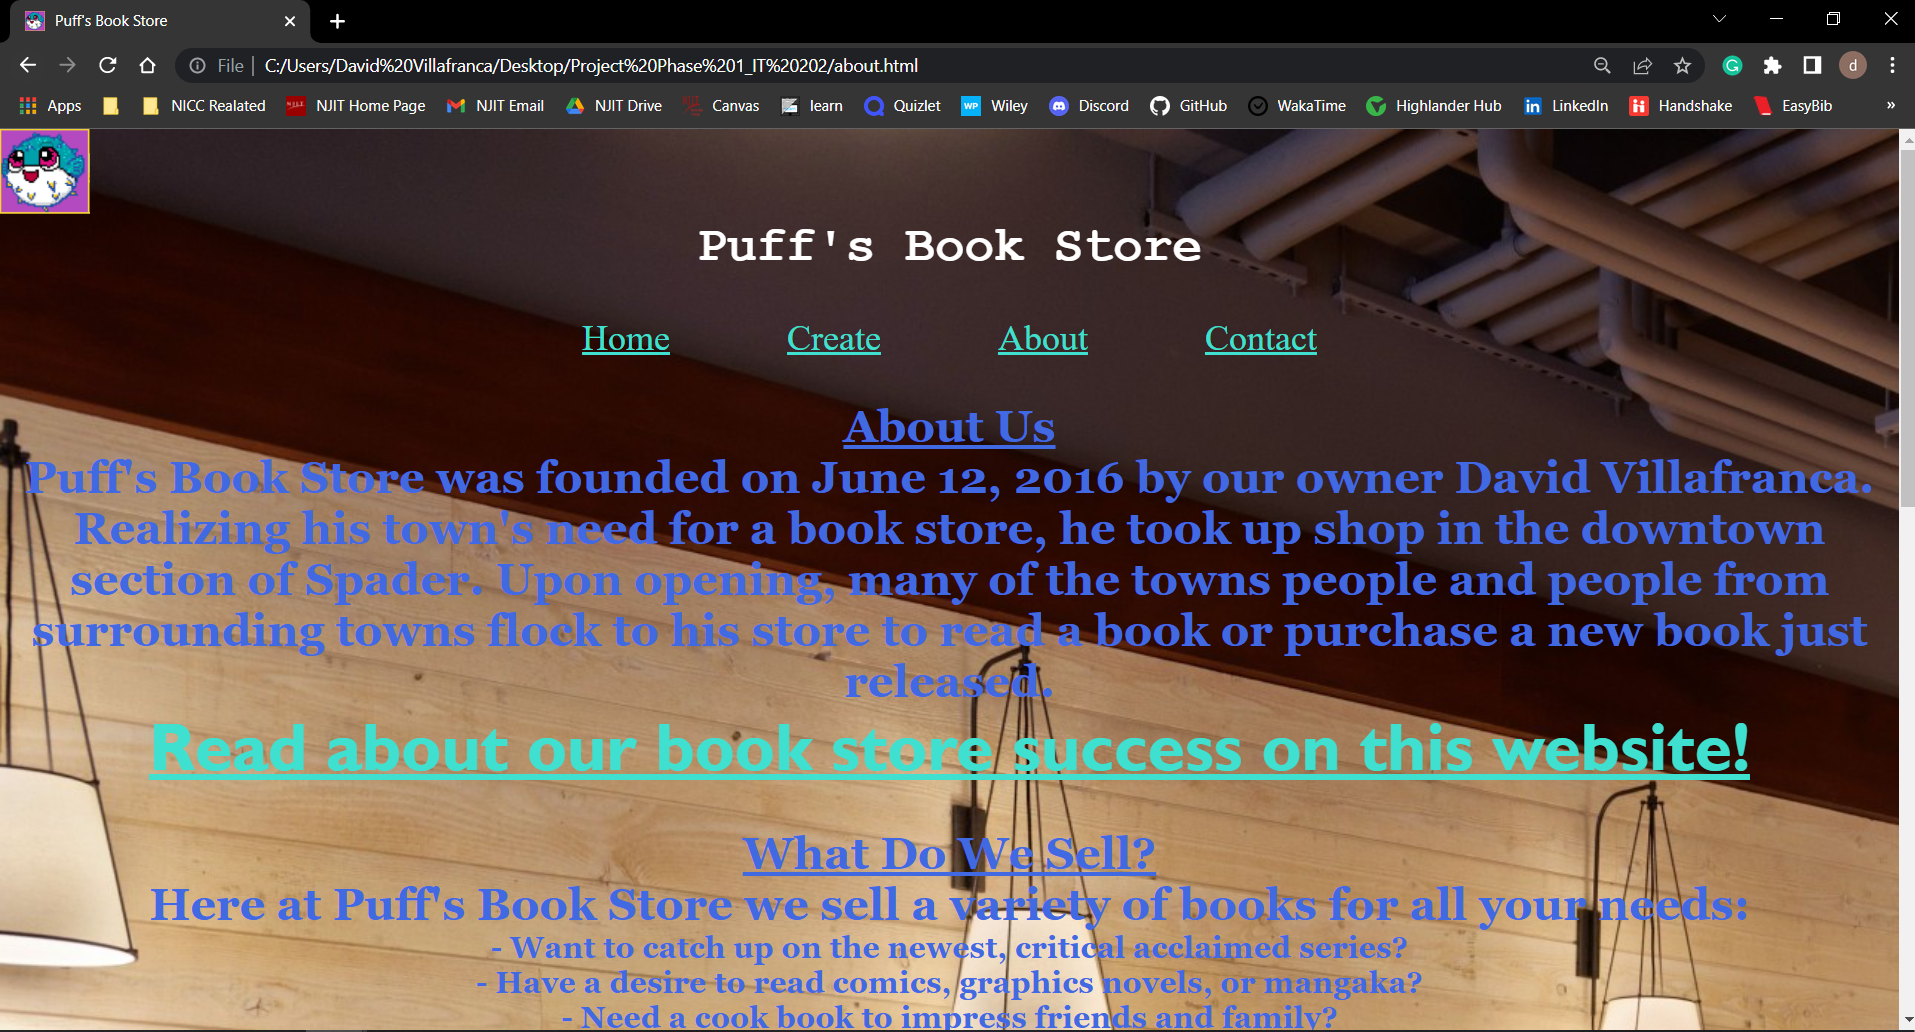 Puff's Book Store
File
C:/Users/David%20Villafranca/Desktop/Project%20Phase%201_IT%20202/about.html
d
Apps NICC Realated NJIT Home Page NJIT Email NJIT Drive Canvas learn Quizlet WP Wiley Discord GitHub WakaTime Highlander Hub in LinkedIn Handshake EasyBib »
Puff's Book Store
Home Create About Contact
About Us
Puff's Book Store was founded on June 12, 2016 by our owner David Villafranca.
Realizing his town's need for a book store, he took up shop in the downtown
section of Spader. Upon opening, many of the towns people and people from
surrounding towns flock to his store to read a book or purchase a new book just
released.
Read about our book store success on this website!
What Do We Sell?
Here at Puff's Book Store we sell a variety of books for all your needs:
- Want to catch up on the newest, critical acclaimed series?
- Have a desire to read comics, graphics novels, or mangaka?
- Need a cook book to impress friends and family?